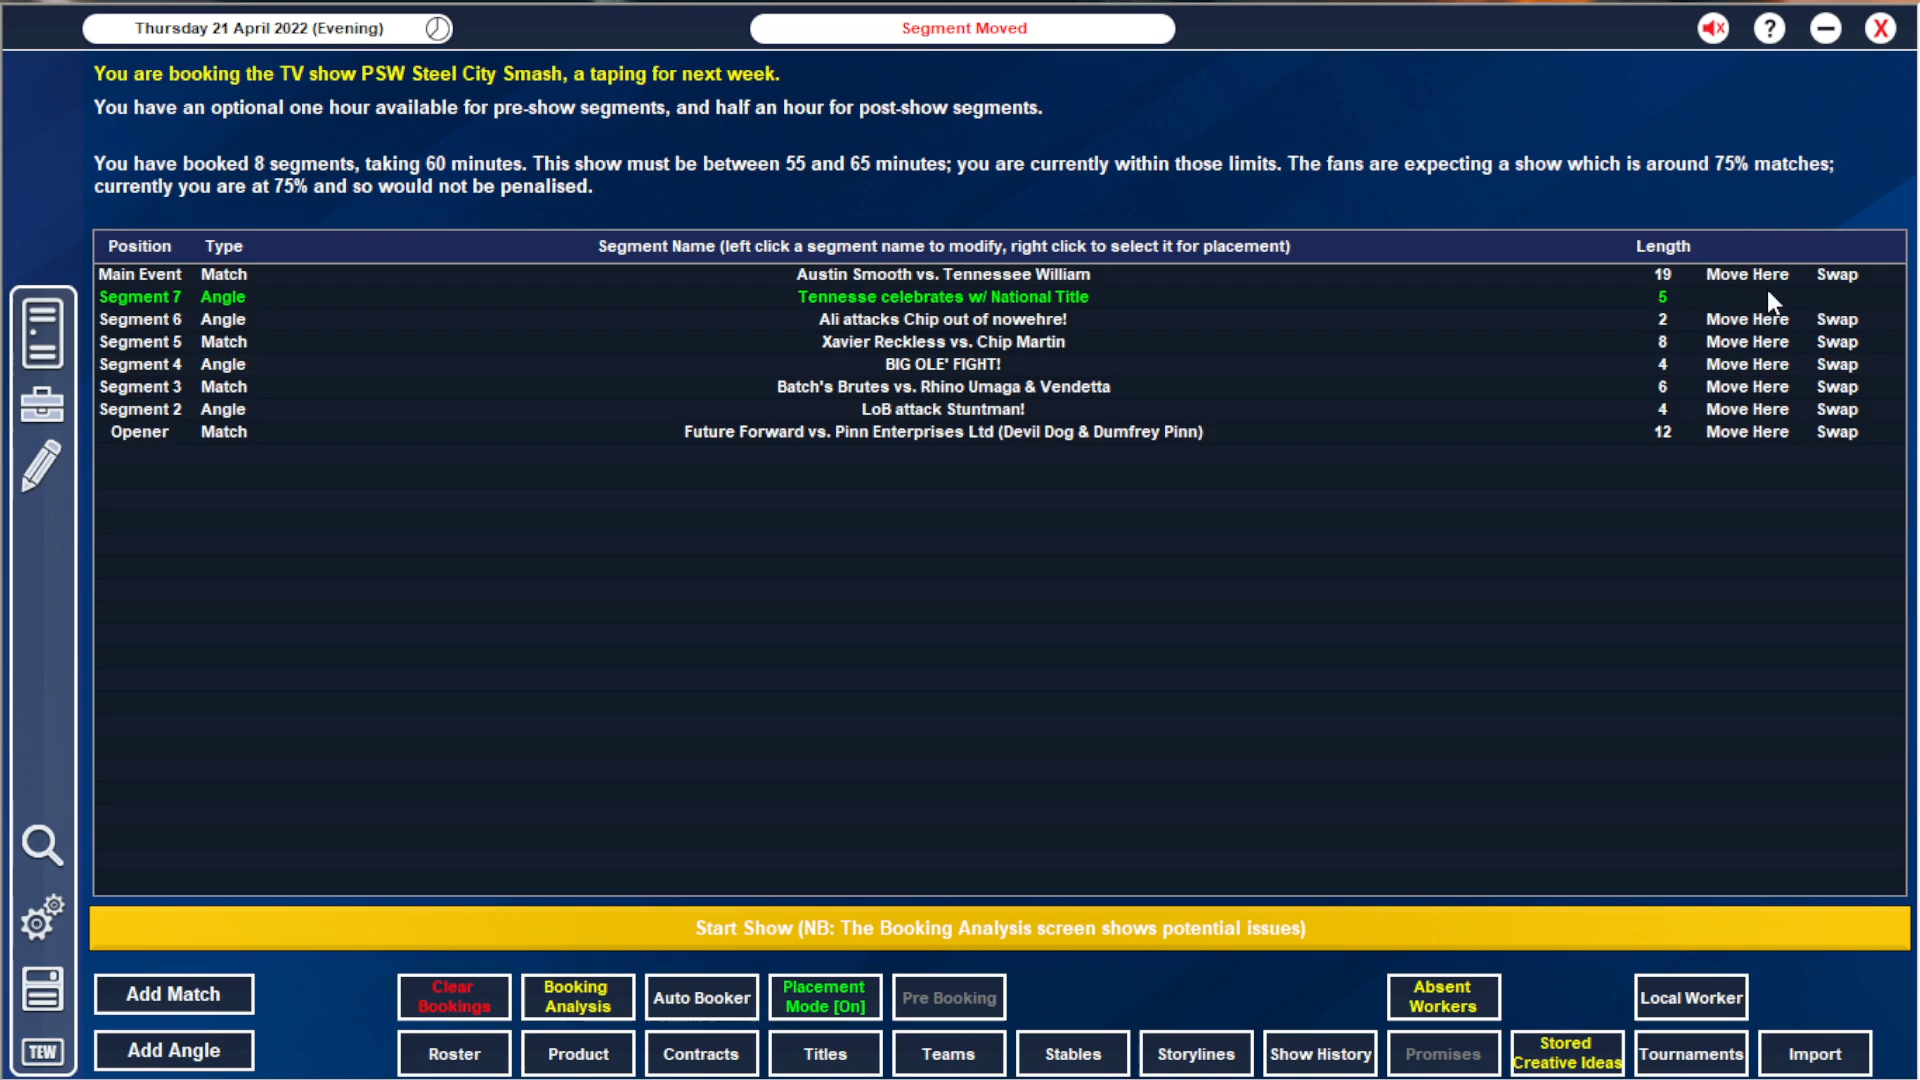 Thursday 21 April 2022 (Evening)
Segment Moved
?
X
You are booking the TV show PSW Steel City Smash, a taping for next week.
You have an optional one hour available for pre-show segments, and half an hour for post-show segments.
You have booked 8 segments, taking 60 minutes. This show must be between 55 and 65 minutes; you are currently within those limits. The fans are expecting a show which is around 75% matches;
currently you are at 75% and so would not be penalised.
Position Type Segment Name (left click a segment name to modify, right click to select it for placement) Length
Main Event Match Austin Smooth vs. Tennessee William 19 Move Here Swap
Segment 7 Angle Tennesse celebrates w/ National Title 5
Segment 6 Angle Ali attacks Chip out of nowehre! 2 Move Here Swap
Segment 5 Match Xavier Reckless vs. Chip Martin 8 Move Here Swap
Segment 4 Angle BIG OLE' FIGHT! 4 Move Here Swap
Segment 3 Match Batch's Brutes vs. Rhino Umaga & Vendetta 6 Move Here Swap
Segment 2 Angle LoB attack Stuntman! 4 Move Here Swap
Opener Match Future Forward vs. Pinn Enterprises Ltd (Devil Dog & Dumfrey Pinn) 12 Move Here Swap
Start Show (NB: The Booking Analysis screen shows potential issues)
Add Match
Clear Bookings
Booking Analysis
Auto Booker
Placement Mode [On]
Pre Booking
Absent Workers
Local Worker
TEW
Add Angle
Roster
Product
Contracts
Titles
Teams
Stables
Storylines
Show History
Promises
Stored Creative Ideas
Tournaments
Import